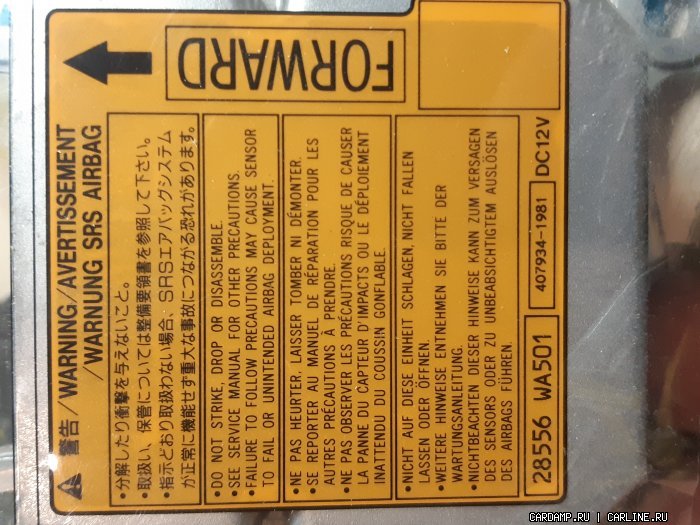 FORWARD
警告/WARNING/AVERTISSEMENT
/WARNUNG SRS AIRBAG
•分解したり衝撃を与えないこと。
•取扱い、保管については整備要領書を参照して下さい。
•指示どおり取扱わない場合、SRSエアバッグシステム
が正常に機能せず重大な事故につながる恐れがあります。
•DO NOT STRIKE, DROP OR DISASSEMBLE.
•SEE SERVICE MANUAL FOR OTHER PRECAUTIONS.
•FAILURE TO FOLLOW PRECAUTIONS MAY CAUSE SENSOR
TO FAIL OR UNINTENDED AIRBAG DEPLOYMENT.
•NE PAS HEURTER, LAISSER TOMBER NI DÉMONTER.
•SE REPORTER AU MANUEL DE RÉPARATION POUR LES
AUTRES PRÉCAUTIONS À PRENDRE.
•NE PAS OBSERVER LES PRÉCAUTIONS RISQUE DE CAUSER
LA PANNE DU CAPTEUR D'IMPACTS OU LE DÉPLOIEMENT
INATTENDU DU COUSSIN GONFLABLE.
•NICHT AUF DIESE EINHEIT SCHLAGEN, NICHT FALLEN
LASSEN ODER ÖFFNEN.
•WEITERE HINWEISE ENTNEHMEN SIE BITTE DER
WARTUNGSANLEITUNG.
•NICHTBEACHTEN DIESER HINWEISE KANN ZUM VERSAGEN
DES SENSORS ODER ZU UNBEABSICHTIGTEM AUSLÖSEN
DES AIRBAGS FÜHREN.
28556 WA501 407934-1981 DC12V
CARDAMP.RU | CARLINE.RU